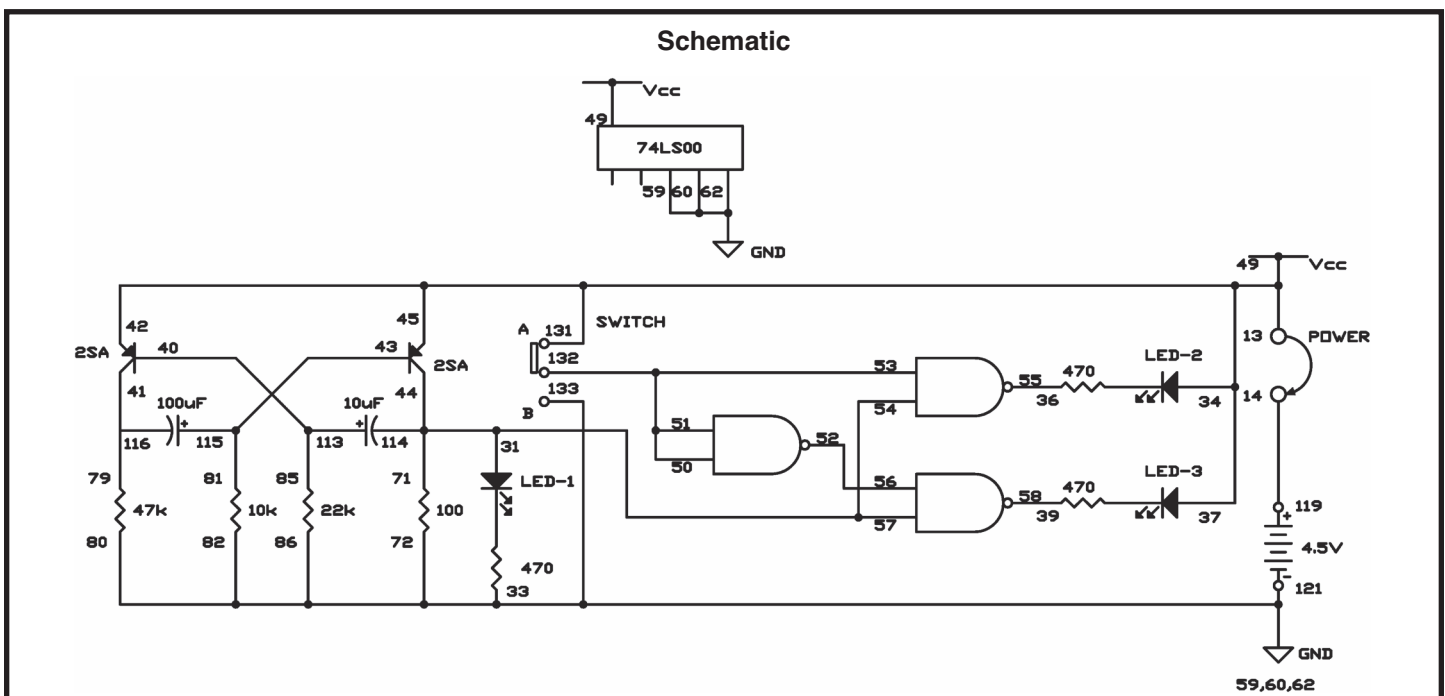 Schematic
Vcc
49
74LS00
59 60 62
GND
49 Vcc
42
45
A 131 SWITCH
13 POWER
2SA 40
43
2SA
132
53
LED-2
41
44
133
55 470
100uF
10uF
B
54
36
34
14
+
+
116 115 113 114
31
51
52
50
LED-1
LED-3
79 81 85 71
56
58 470
47k 10k 22k 100
57
39
37
119
+
80 82 86 72
470
4.5V
33
-
121
GND
59,60,62